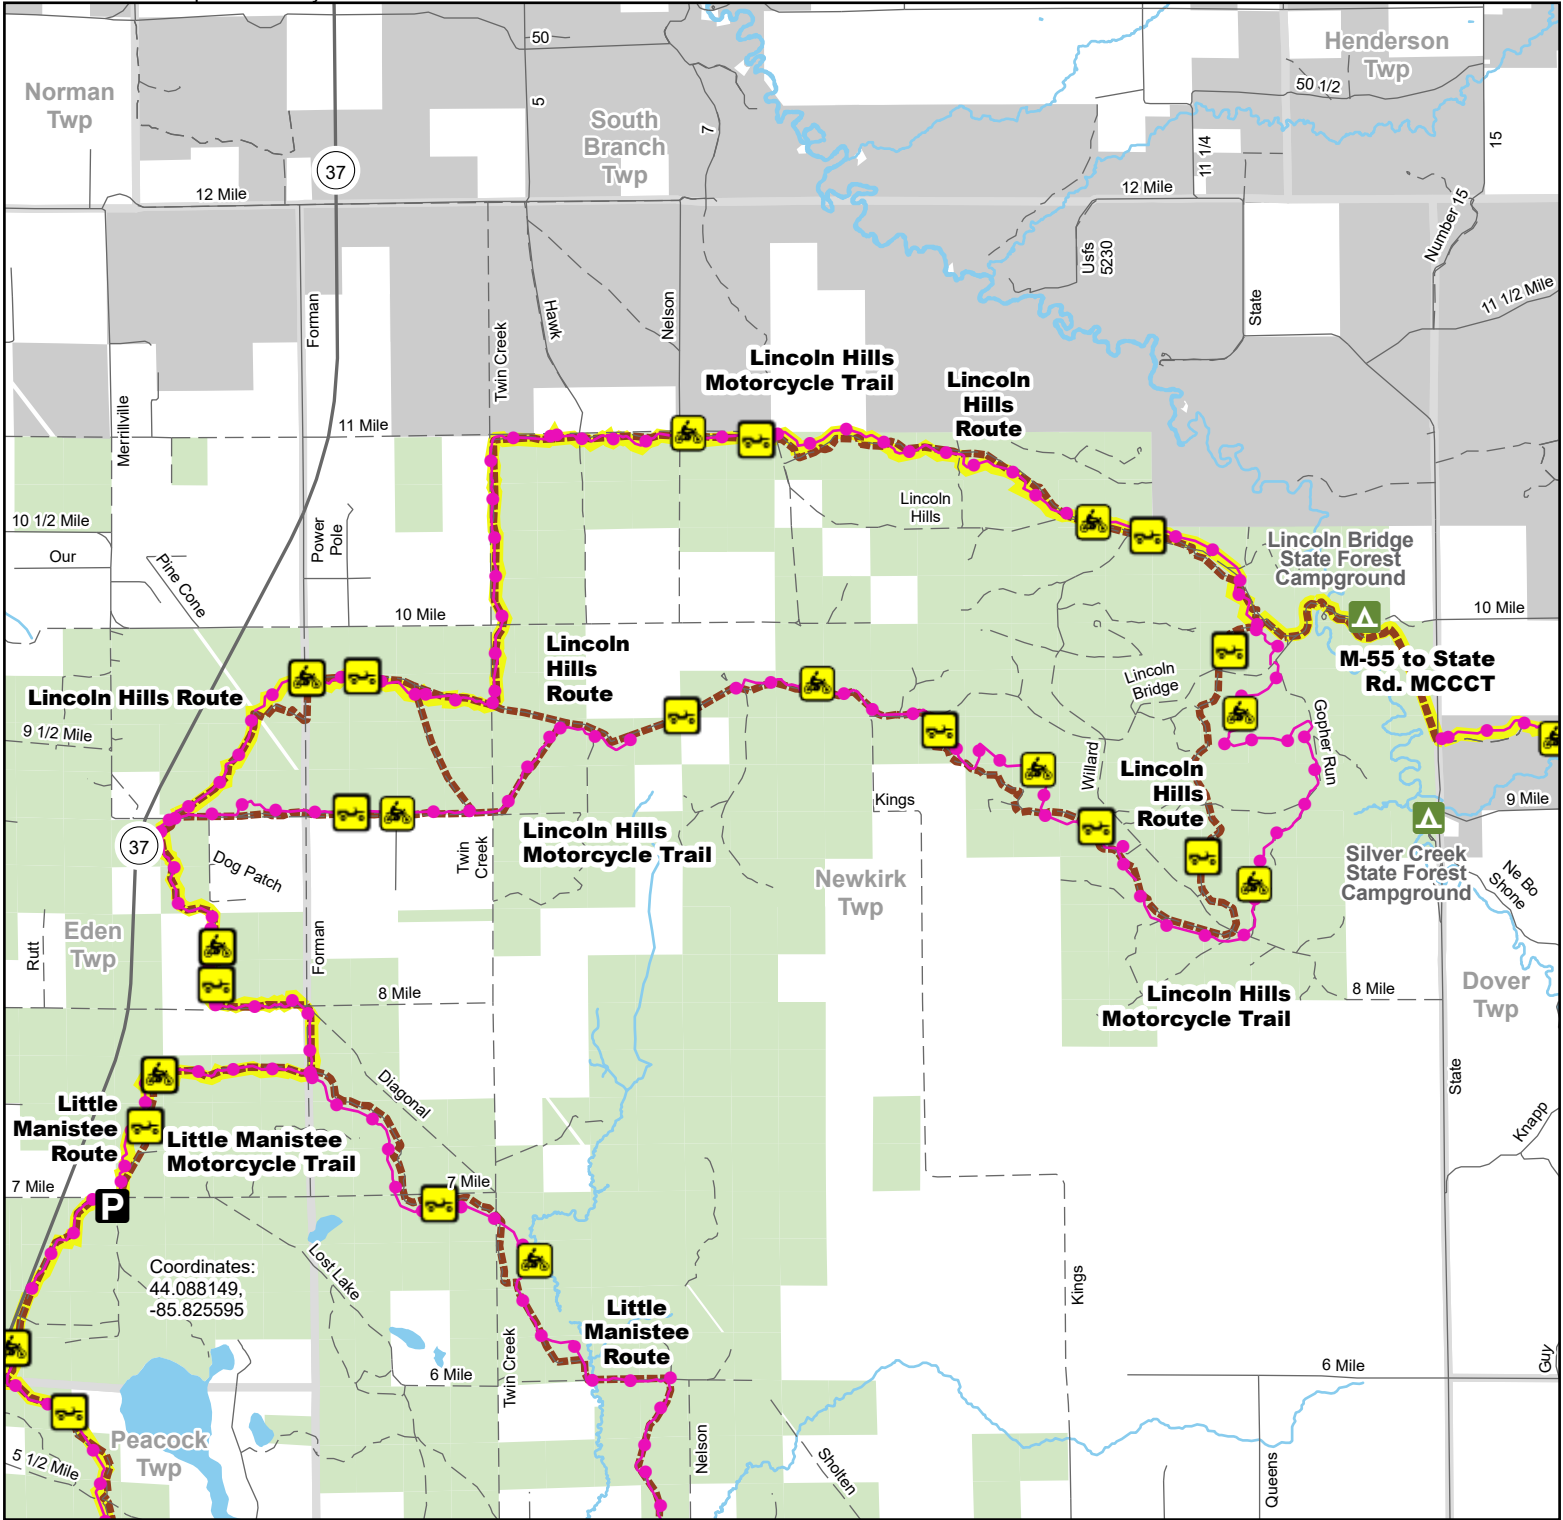 50
Henderson
Twp
50 1/2
Norman
Twp
5
South
Branch
Twp
7
11 1/4
15
37
12 Mile
12 Mile
Number 15
Usfs
5230
11 1/2 Mile
Forman
Hawk
Nelson
State
Twin Creek
Lincoln Hills
Motorcycle Trail
Lincoln
Hills
Route
Merrillville
11 Mile
Lincoln
Hills
10 1/2 Mile
Our
Power
Pole
Pine Cone
Lincoln Bridge
State Forest
Campground
10 Mile
10 Mile
Lincoln
Hills
Route
Lincoln Hills Route
M-55 to State
Rd. MCCCT
Lincoln
Bridge
9 1/2 Mile
Gopher Run
Willard
Lincoln
Hills
Route
Kings
9 Mile
37
Lincoln Hills
Motorcycle Trail
Twin
Creek
Dog Patch
Silver Creek
State Forest
Campground
Ne Bo
Shone
Newkirk
Twp
Eden
Twp
Rutt
Forman
8 Mile
8 Mile
Dover
Twp
Lincoln Hills
Motorcycle Trail
State
Diagonal
Little
Manistee
Route
Little Manistee
Motorcycle Trail
Knapp
7 Mile
7 Mile
P
Coordinates:
44.088149,
-85.825595
Lost Lake
Kings
Little
Manistee
Route
Twin Creek
6 Mile
6 Mile
Guy
Peacock
Twp
5 1/2 Mile
Nelson
Sholten
Queens